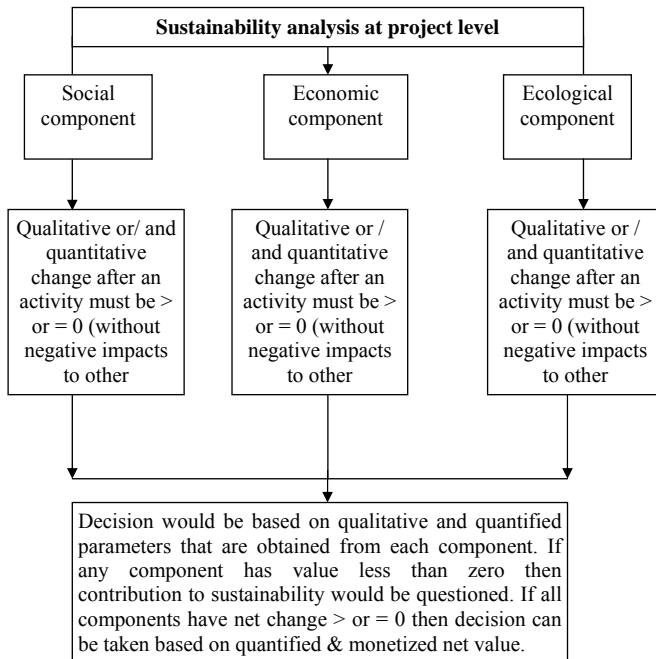 Sustainability analysis at project level
Social
component
Economic
component
Ecological
component
Qualitative or/ and
quantitative
change after an
activity must be >
or = 0 (without
negative impacts
to other
Qualitative or /
and quantitative
change after an
activity must be >
or = 0 (without
negative impacts
to other
Qualitative or /
and quantitative
change after an
activity must be >
or = 0 (without
negative impacts
to other
Decision would be based on qualitative and quantified
parameters that are obtained from each component. If
any component has value less than zero then
contribution to sustainability would be questioned. If all
components have net change > or = 0 then decision can
be taken based on quantified & monetized net value.